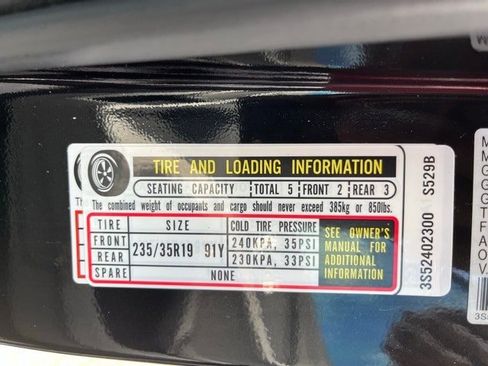 TIRE AND LOADING INFORMATION
SEATING CAPACITY TOTAL 5 FRONT 2 REAR 3
The combined weight of occupants and cargo should never exceed 385kg or 850lbs.
TIRE SIZE COLD TIRE PRESSURE
FRONT 235/35R19 91Y 240KPA, 35PSI
REAR 230KPA, 33PSI
SPARE NONE
SEE OWNER'S
MANUAL FOR
ADDITIONAL
INFORMATION
3S52402300 S529B